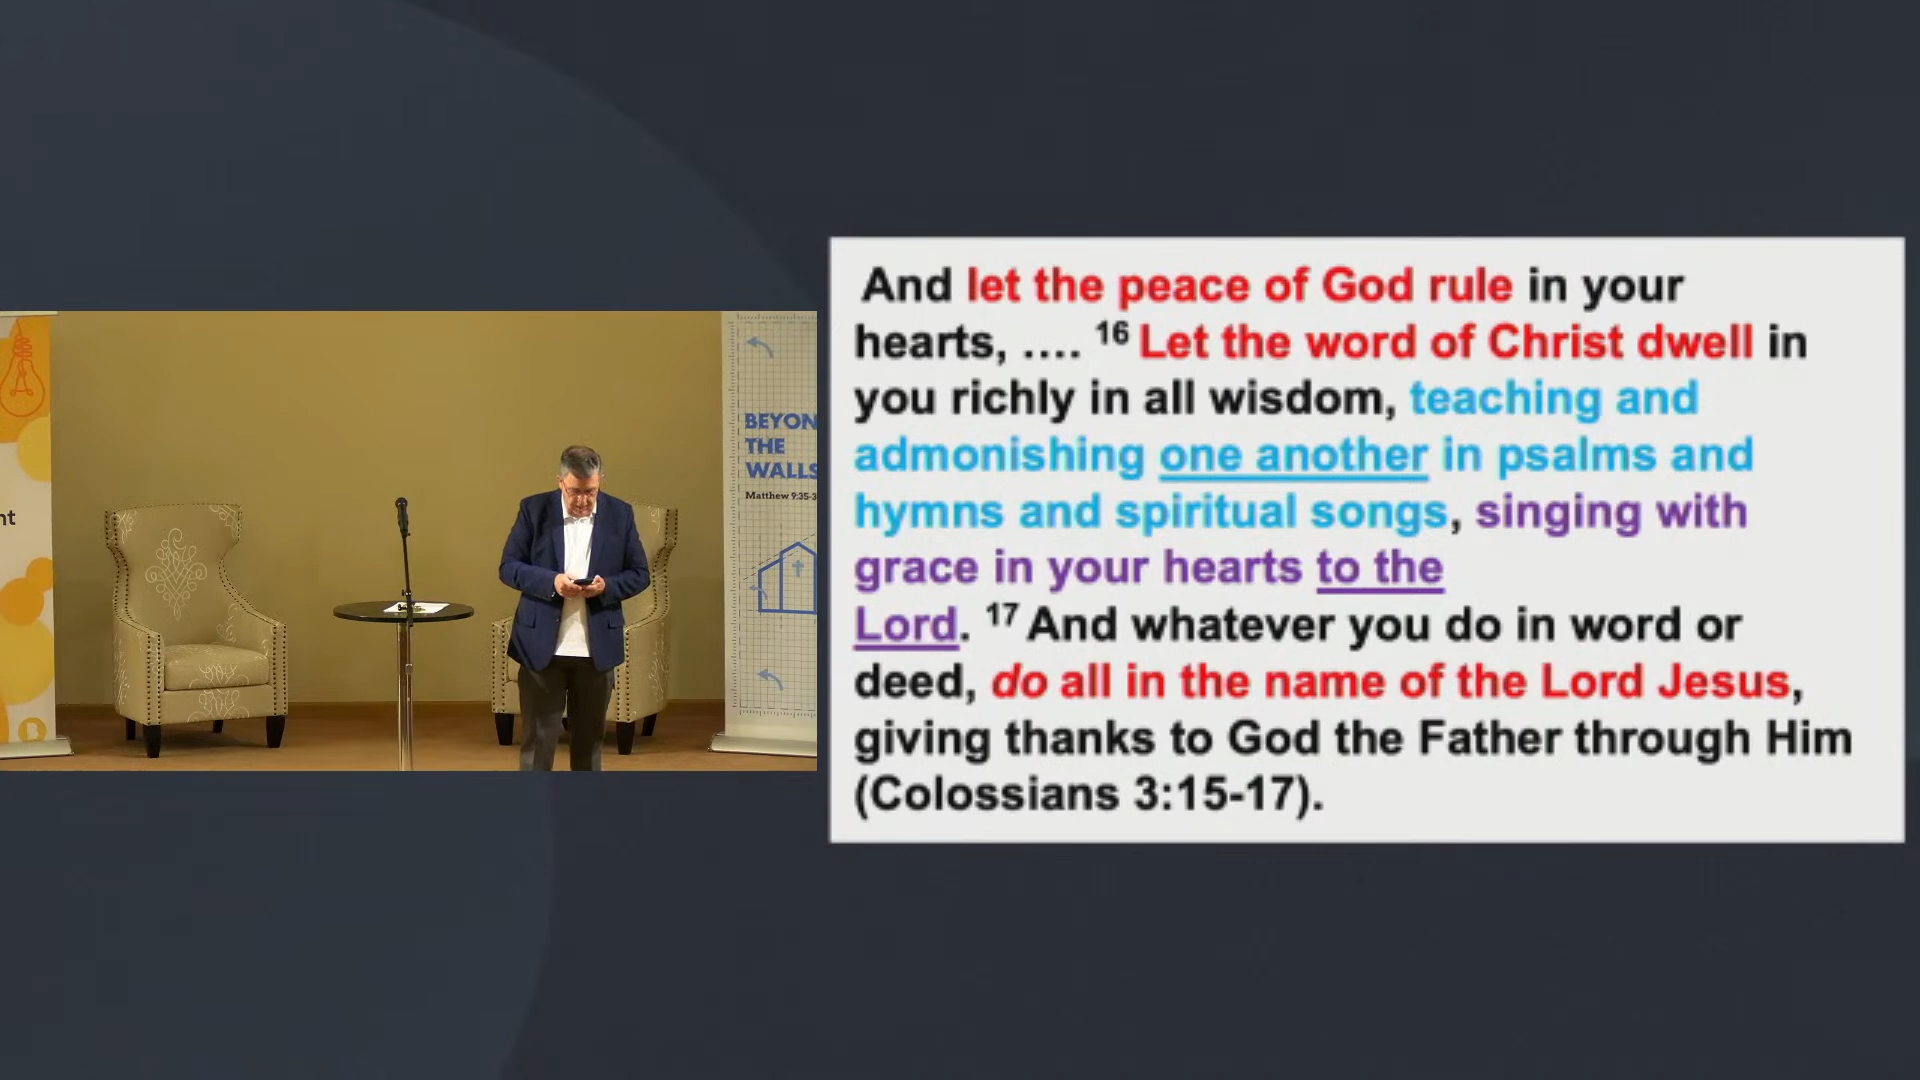 nt
BEYON
THE
WALLS
Matthew 9:35-3
And let the peace of God rule in your
hearts, .... 16 Let the word of Christ dwell in
you richly in all wisdom, teaching and
admonishing one another in psalms and
hymns and spiritual songs, singing with
grace in your hearts to the
Lord. 17 And whatever you do in word or
deed, do all in the name of the Lord Jesus,
giving thanks to God the Father through Him
(Colossians 3:15-17).